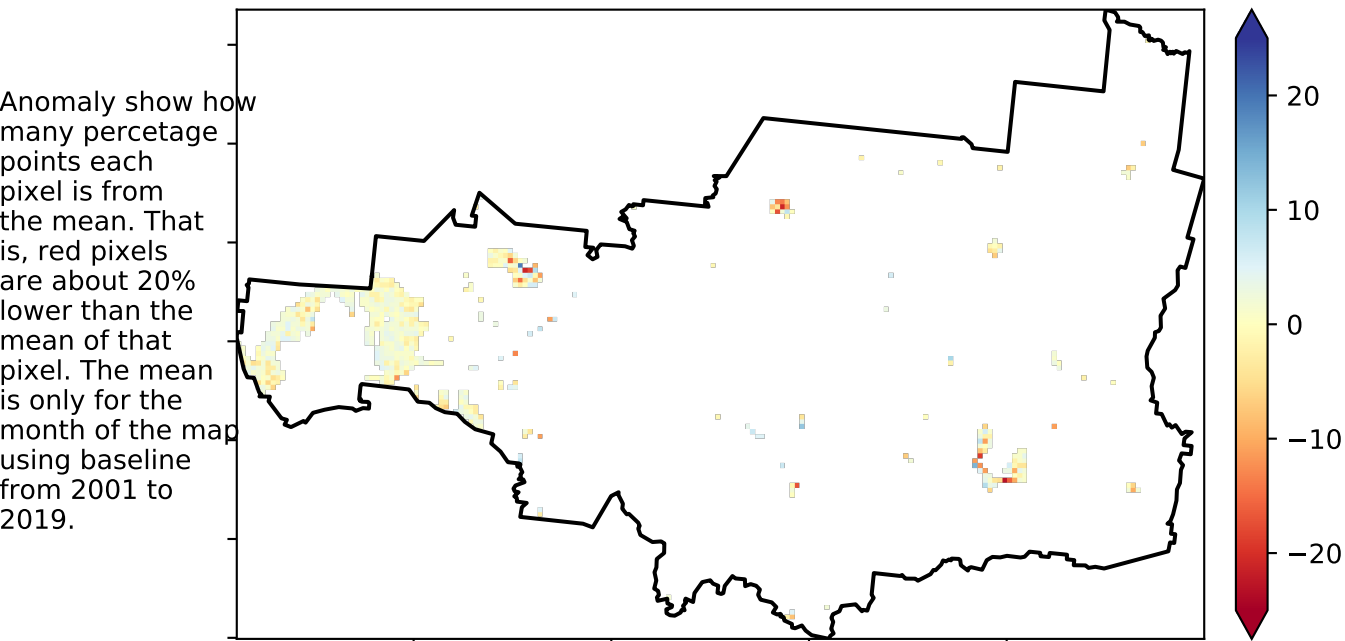 Anomaly show how
many percetage
points each
pixel is from
the mean. That
is, red pixels
are about 20%
lower than the
mean of that
pixel. The mean
is only for the
month of the map
using baseline
from 2001 to
2019.
20
10
0
−10
−20